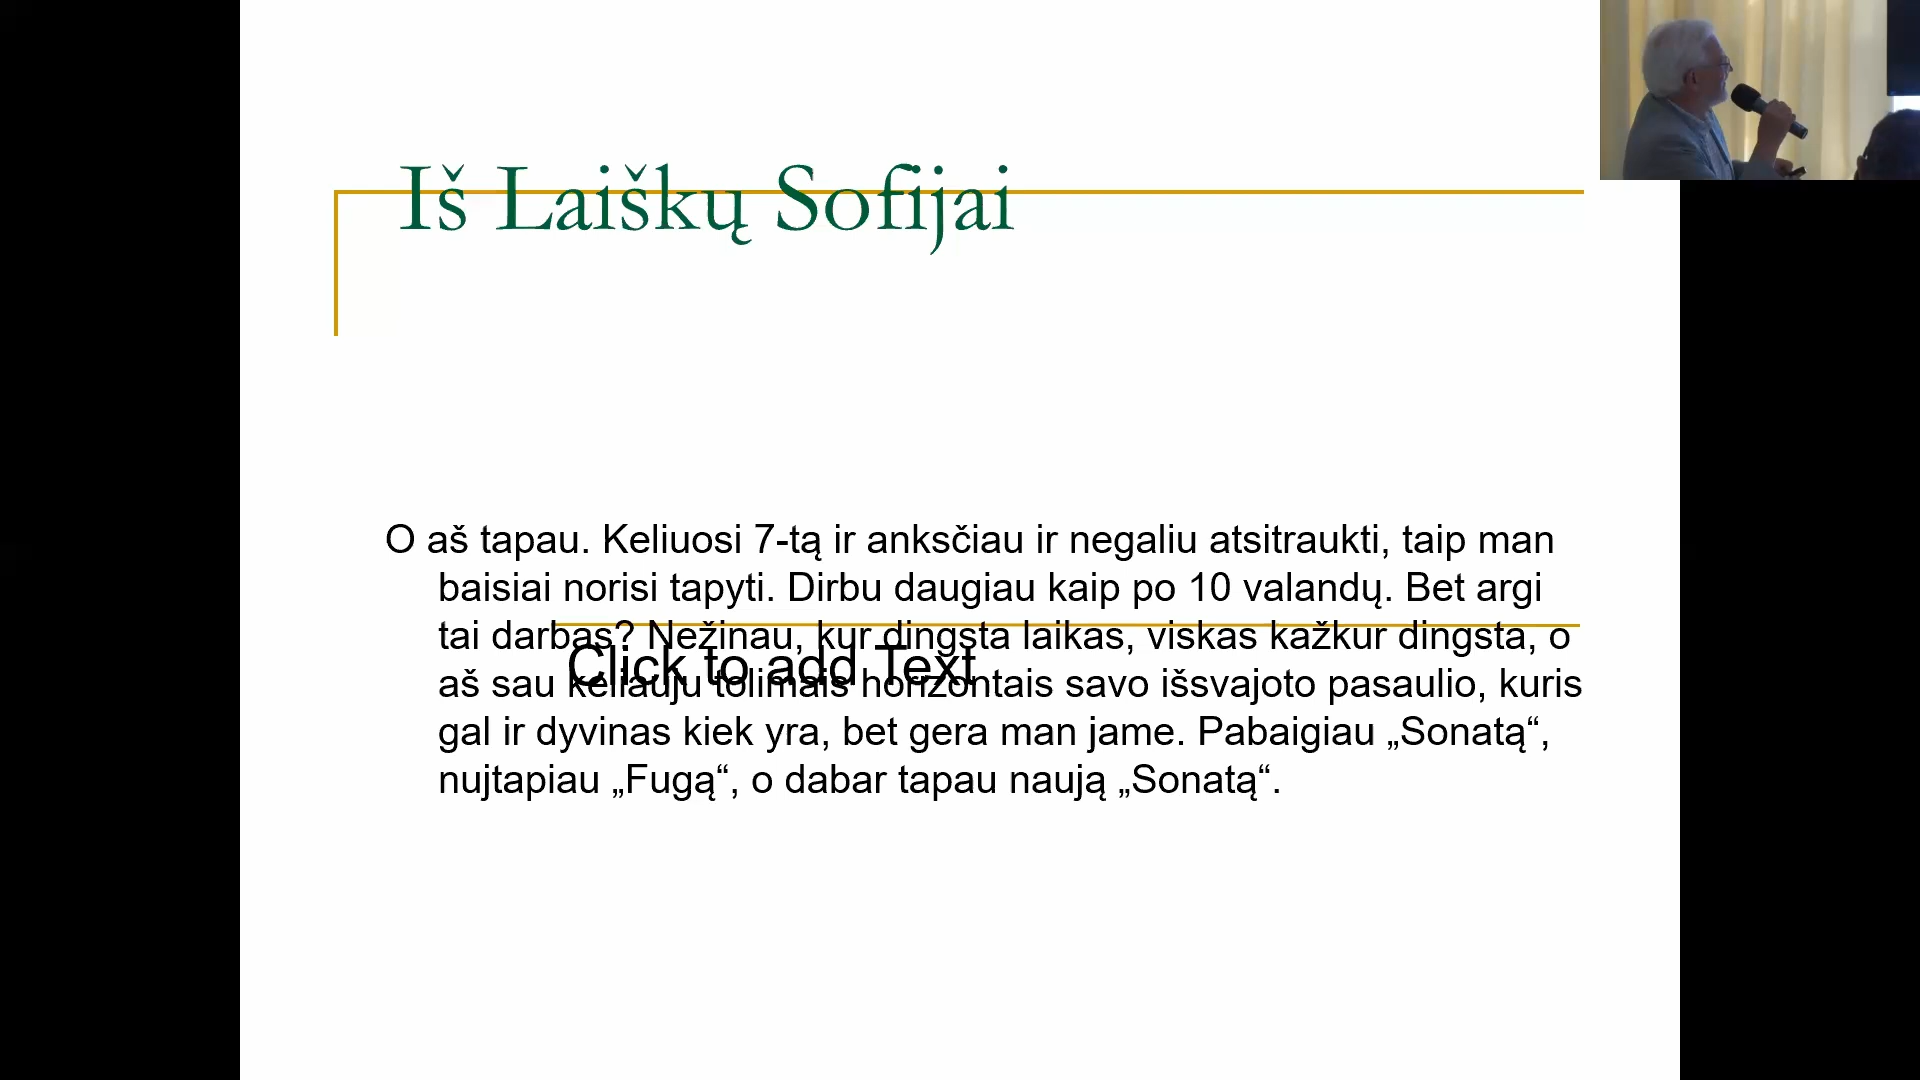 Iš Laiškų Sofijai
O aš tapau. Keliuosi 7-tą ir anksčiau ir negaliu atsitraukti, taip man
baisiai norisi tapyti. Dirbu daugiau kaip po 10 valandų. Bet argi
tai darbas? Nežinau, kur dingsta laikas, viskas kažkur dingsta, o
Click to add Text
aš sau keliauju tolimais horizontais savo išsvajoto pasaulio, kuris
gal ir dyvinas kiek yra, bet gera man jame. Pabaigiau „Sonatą“,
nujtapiau „Fugą“, o dabar tapau naują „Sonatą“.